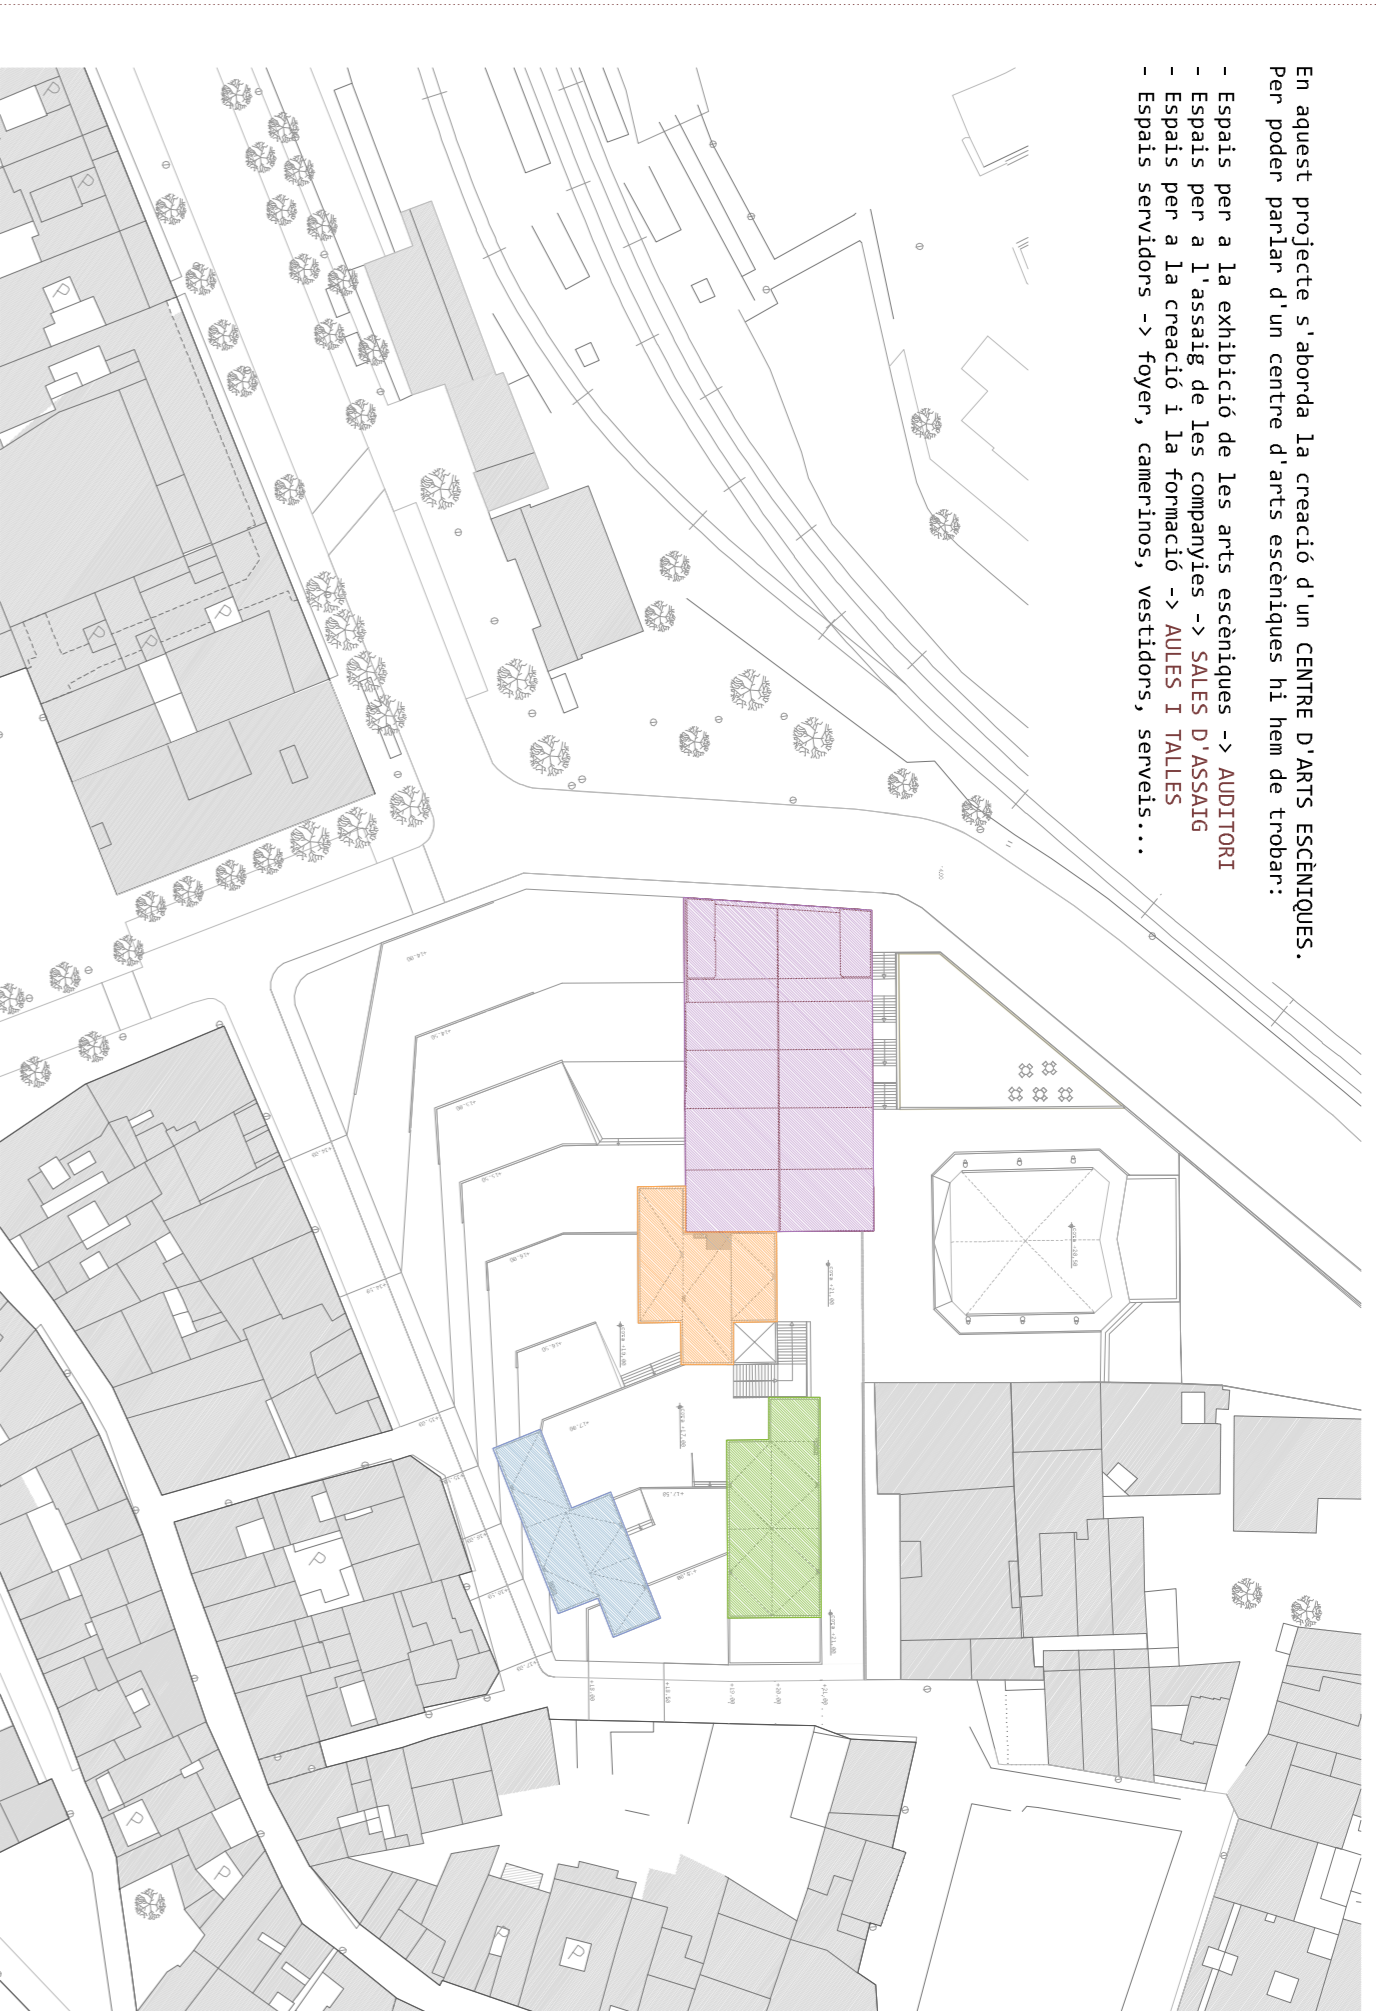 En aquest projecte s'aborda la creació d'un CENTRE D'ARTS ESCÈNIQUES.
Per poder parlar d'un centre d'arts escèniques hi hem de trobar:
- Espais per a la exhibició de les arts escèniques -> AUDITORI
- Espais per a l'assaig de les companyies -> SALES D'ASSAIG
- Espais per a la creació i la formació -> AULES I TALLES
- Espais servidors -> foyer, camerinos, vestidors, serveis...